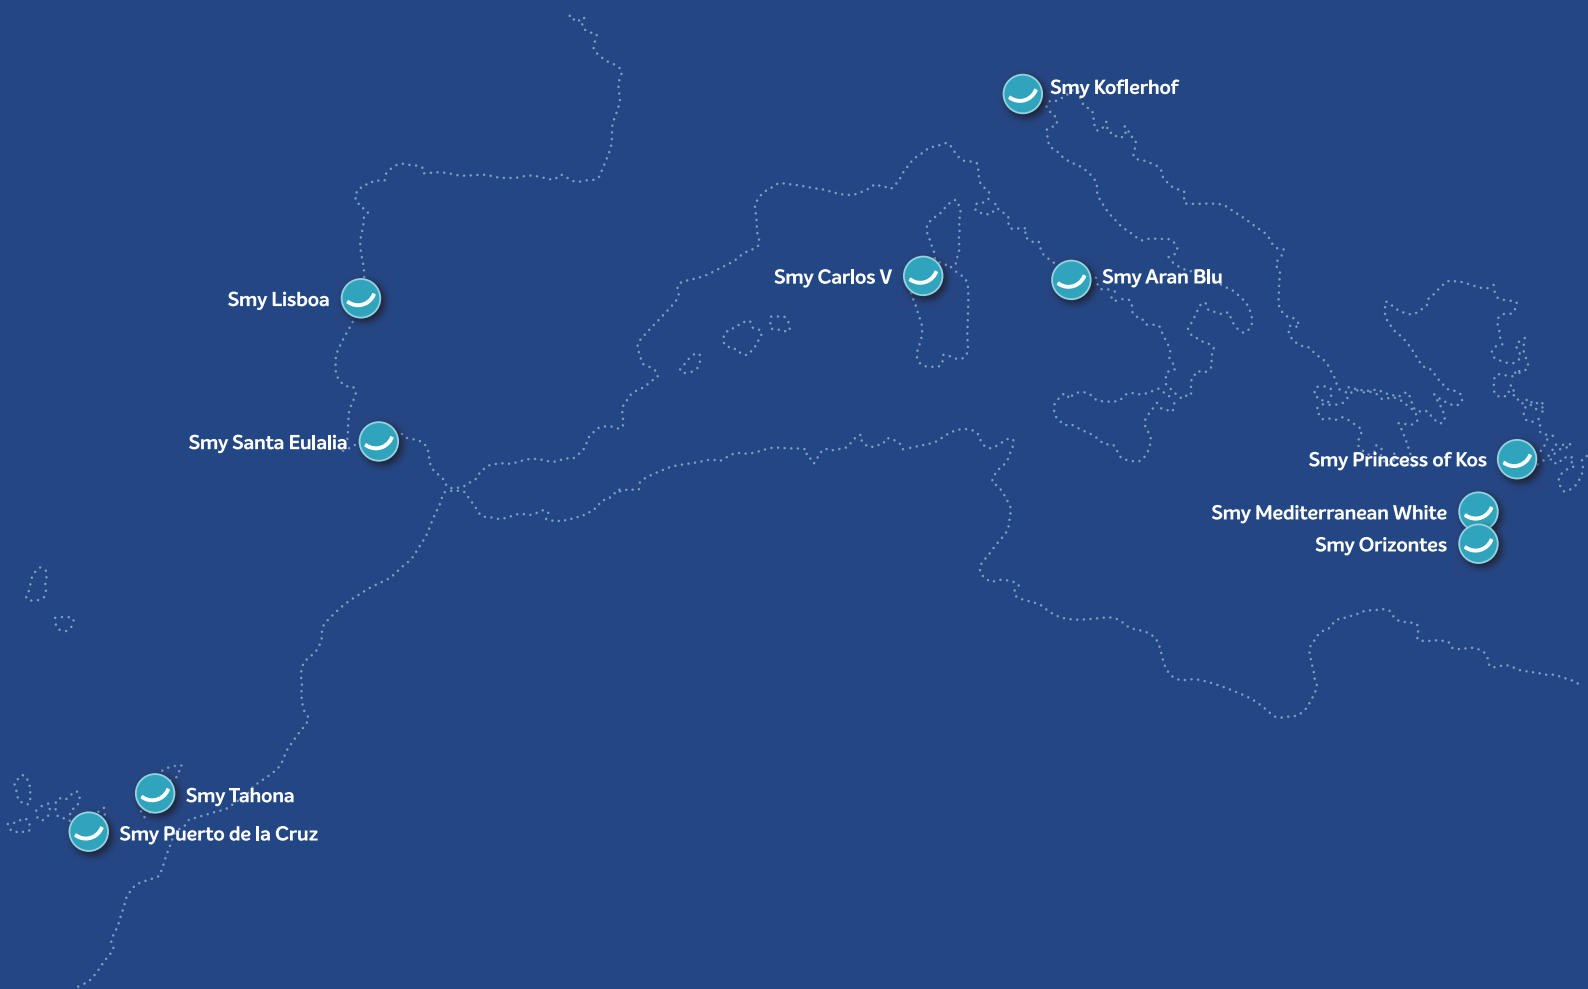 Smy Koflerhof
Smy Carlos V
Smy Aran Blu
Smy Lisboa
Smy Santa Eulalia
Smy Princess of Kos
Smy Mediterranean White
Smy Orizontes
Smy Tahona
Smy Puerto de la Cruz